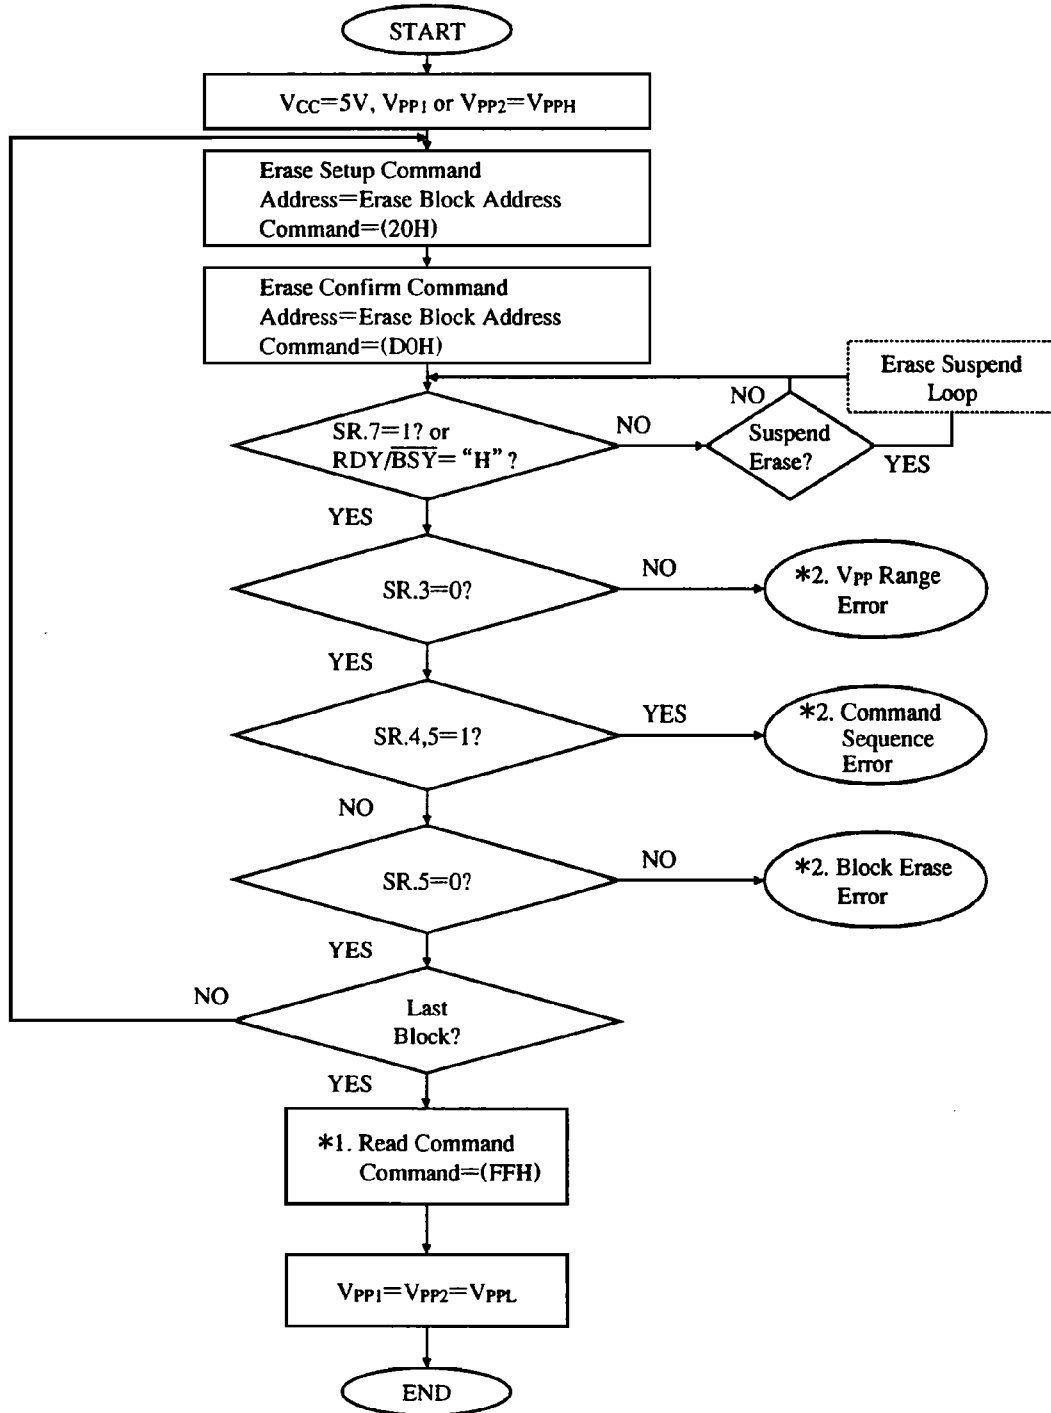 START
VCC=5V, VPP1 or VPP2=VPPH
Erase Setup Command
Address=Erase Block Address
Command=(20H)
Erase Confirm Command
Address=Erase Block Address
Command=(D0H)
Erase Suspend
Loop
NO
SR.7=1? or
RDY/BSY= “H” ?
NO
Suspend
Erase?
YES
YES
SR.3=0?
NO
*2. VPP Range
Error
YES
SR.4,5=1?
YES
*2. Command
Sequence
Error
NO
SR.5=0?
NO
*2. Block Erase
Error
YES
NO
Last
Block?
YES
*1. Read Command
Command=(FFH)
VPP1=VPP2=VPPL
END